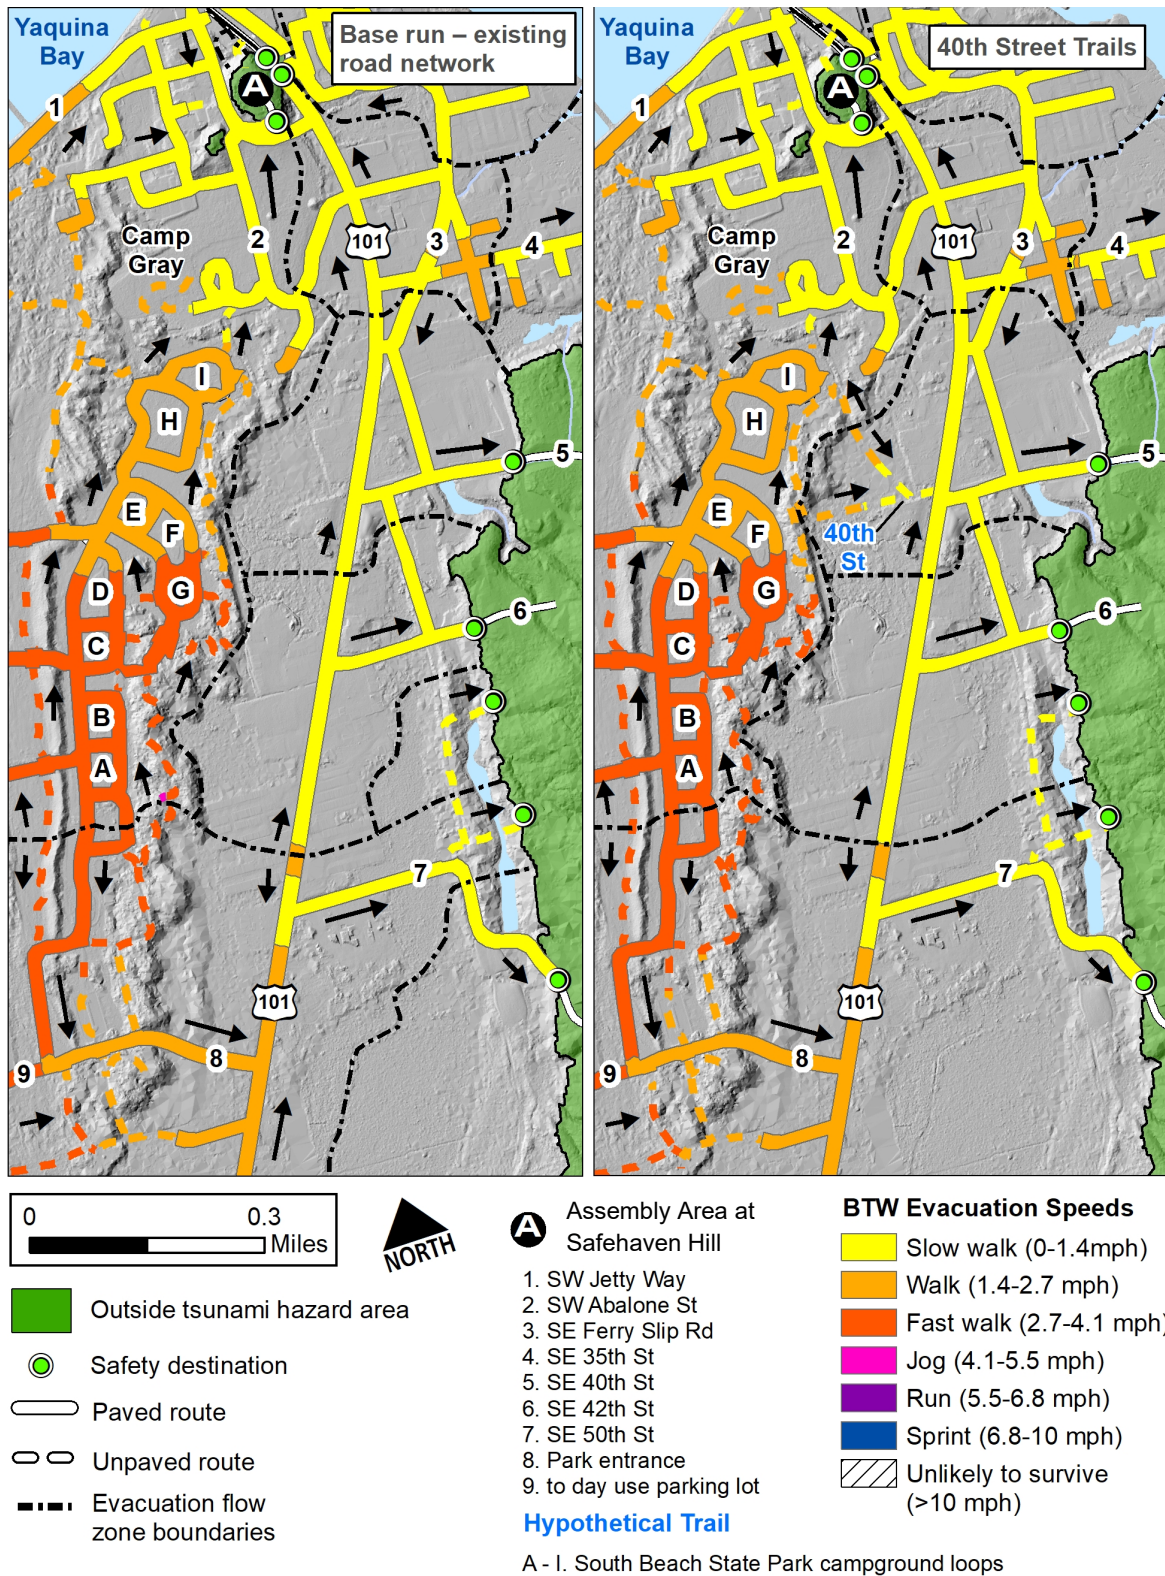 Yaquina
Bay
Base run – existing
road network
A
1
2
101
3
4
Camp
Gray
I
H
5
E
F
D
G
6
C
B
A
7
101
8
9
Yaquina
Bay
40th Street Trails
A
1
2
101
3
4
Camp
Gray
I
H
5
E
F
40th
St
D
G
6
C
B
A
7
101
8
9
0 0.3
Miles
NORTH
Outside tsunami hazard area
Safety destination
Paved route
Unpaved route
Evacuation flow
zone boundaries
A
Assembly Area at
Safehaven Hill
1. SW Jetty Way
2. SW Abalone St
3. SE Ferry Slip Rd
4. SE 35th St
5. SE 40th St
6. SE 42th St
7. SE 50th St
8. Park entrance
9. to day use parking lot
Hypothetical Trail
A - I. South Beach State Park campground loops
BTW Evacuation Speeds
Slow walk (0-1.4mph)
Walk (1.4-2.7 mph)
Fast walk (2.7-4.1 mph)
Jog (4.1-5.5 mph)
Run (5.5-6.8 mph)
Sprint (6.8-10 mph)
Unlikely to survive
(>10 mph)